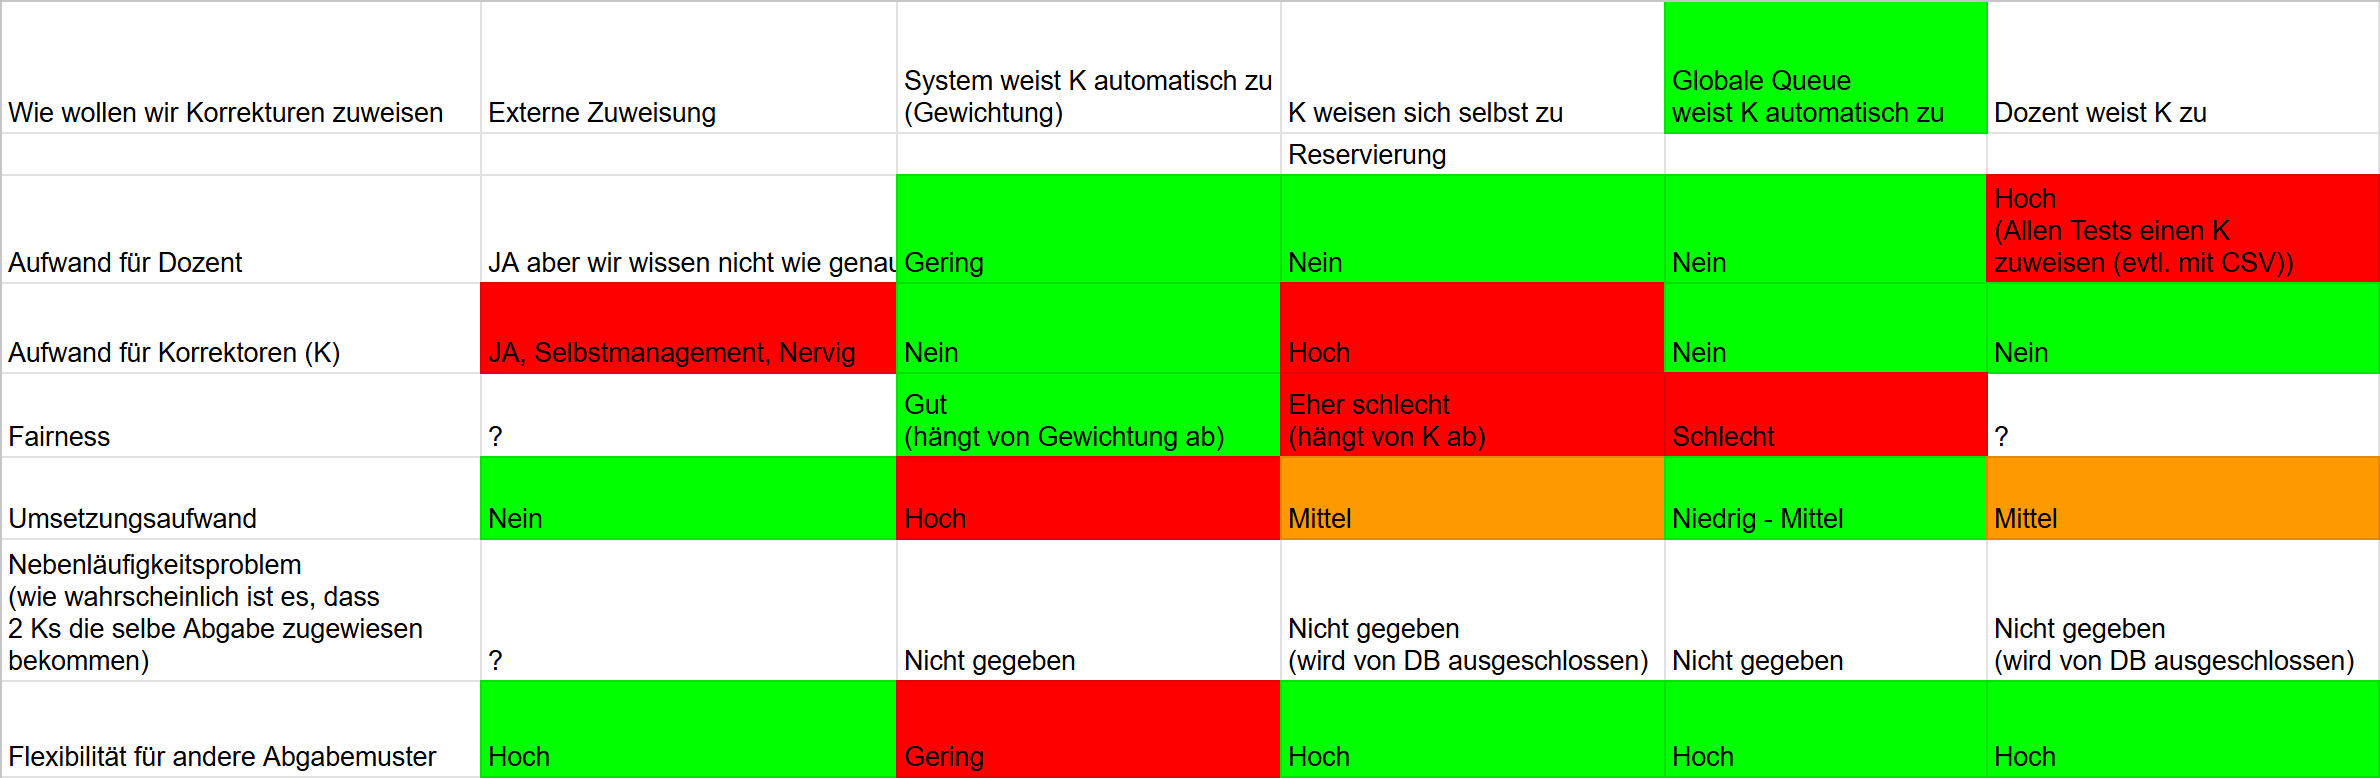 Wie wollen wir Korrekturen zuweisen
Externe Zuweisung
System weist K automatisch zu
(Gewichtung)
K weisen sich selbst zu
Globale Queue
weist K automatisch zu
Dozent weist K zu
Reservierung
Aufwand für Dozent
JA aber wir wissen nicht wie genau
Gering
Nein
Nein
Hoch
(Allen Tests einen K
zuweisen (evtl. mit CSV))
Aufwand für Korrektoren (K)
JA, Selbstmanagement, Nervig
Nein
Hoch
Nein
Nein
Fairness
?
Gut
(hängt von Gewichtung ab)
Eher schlecht
(hängt von K ab)
Schlecht
?
Umsetzungsaufwand
Nein
Hoch
Mittel
Niedrig - Mittel
Mittel
Nebenläufigkeitsproblem
(wie wahrscheinlich ist es, dass
2 Ks die selbe Abgabe zugewiesen
bekommen)
?
Nicht gegeben
Nicht gegeben
(wird von DB ausgeschlossen)
Nicht gegeben
Nicht gegeben
(wird von DB ausgeschlossen)
Flexibilität für andere Abgabemuster
Hoch
Gering
Hoch
Hoch
Hoch